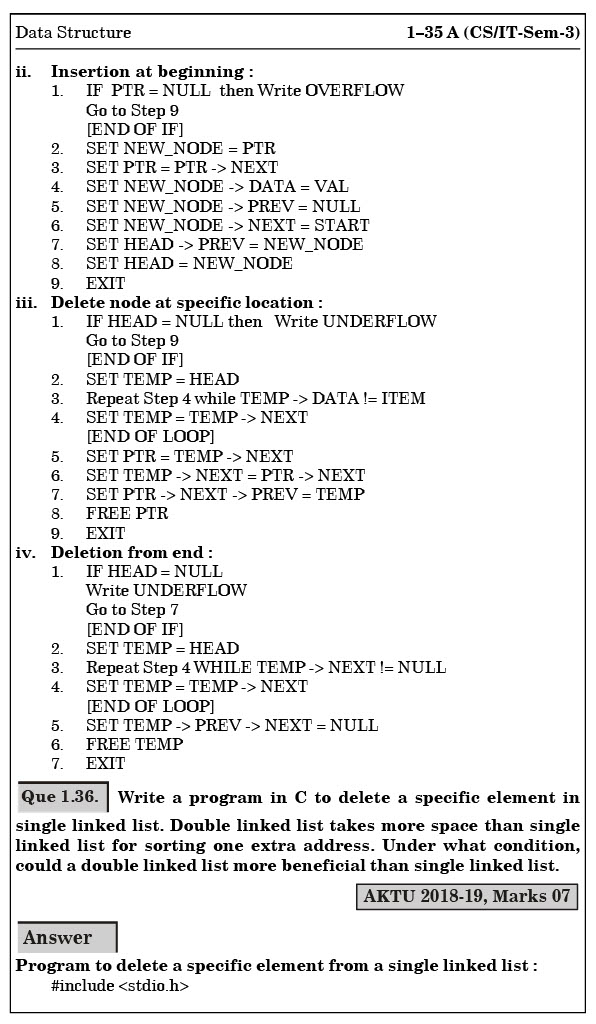 Data Structure 1–35 A (CS/IT-Sem-3)
ii. Insertion at beginning :
1. IF PTR = NULL then Write OVERFLOW
Go to Step 9
[END OF IF]
2. SET NEW_NODE = PTR
3. SET PTR = PTR -> NEXT
4. SET NEW_NODE -> DATA = VAL
5. SET NEW_NODE -> PREV = NULL
6. SET NEW_NODE -> NEXT = START
7. SET HEAD -> PREV = NEW_NODE
8. SET HEAD = NEW_NODE
9. EXIT
iii. Delete node at specific location :
1. IF HEAD = NULL then Write UNDERFLOW
Go to Step 9
[END OF IF]
2. SET TEMP = HEAD
3. Repeat Step 4 while TEMP -> DATA != ITEM
4. SET TEMP = TEMP -> NEXT
[END OF LOOP]
5. SET PTR = TEMP -> NEXT
6. SET TEMP -> NEXT = PTR -> NEXT
7. SET PTR -> NEXT -> PREV = TEMP
8. FREE PTR
9. EXIT
iv. Deletion from end :
1. IF HEAD = NULL
Write UNDERFLOW
Go to Step 7
[END OF IF]
2. SET TEMP = HEAD
3. Repeat Step 4 WHILE TEMP -> NEXT != NULL
4. SET TEMP = TEMP -> NEXT
[END OF LOOP]
5. SET TEMP -> PREV -> NEXT = NULL
6. FREE TEMP
7. EXIT
Que 1.36. Write a program in C to delete a specific element in
single linked list. Double linked list takes more space than single
linked list for sorting one extra address. Under what condition,
could a double linked list more beneficial than single linked list.
AKTU 2018-19, Marks 07
Answer
Program to delete a specific element from a single linked list :
#include <stdio.h>